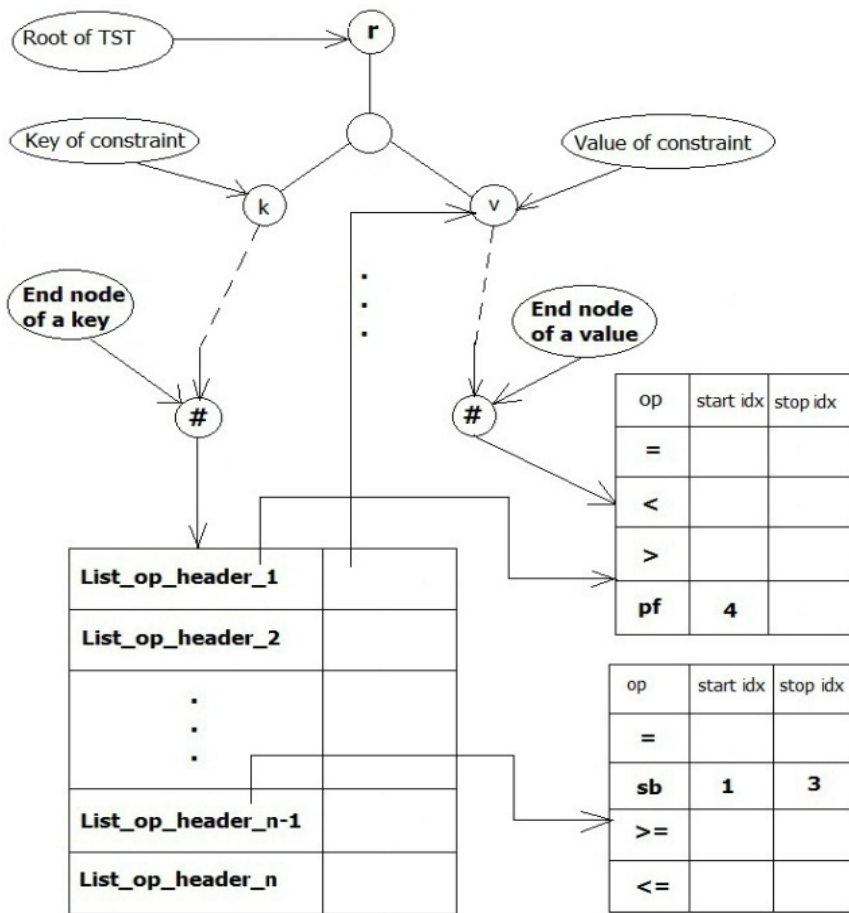 Root of TST
r
Key of constraint
Value of constraint
k
v
End node
of a key
End node
of a value
#
#
op start idx stop idx
=
<
>
pf 4
List_op_header_1
List_op_header_2
List_op_header_n-1
List_op_header_n
op start idx stop idx
=
sb 1 3
>=
<=